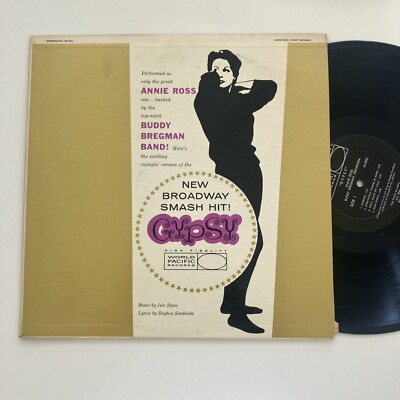 Performed as
only the great
ANNIE ROSS
can...backed
by the
top-notch
BUDDY
BREGMAN
BAND! Here's
the exciting
swingin' version of the
NEW
BROADWAY
SMASH HIT!
GYPSY
HIGH FIDELITY
WORLD
PACIFIC
RECORDS
Music by Jule Styne
Lyrics by Stephen Sondheim